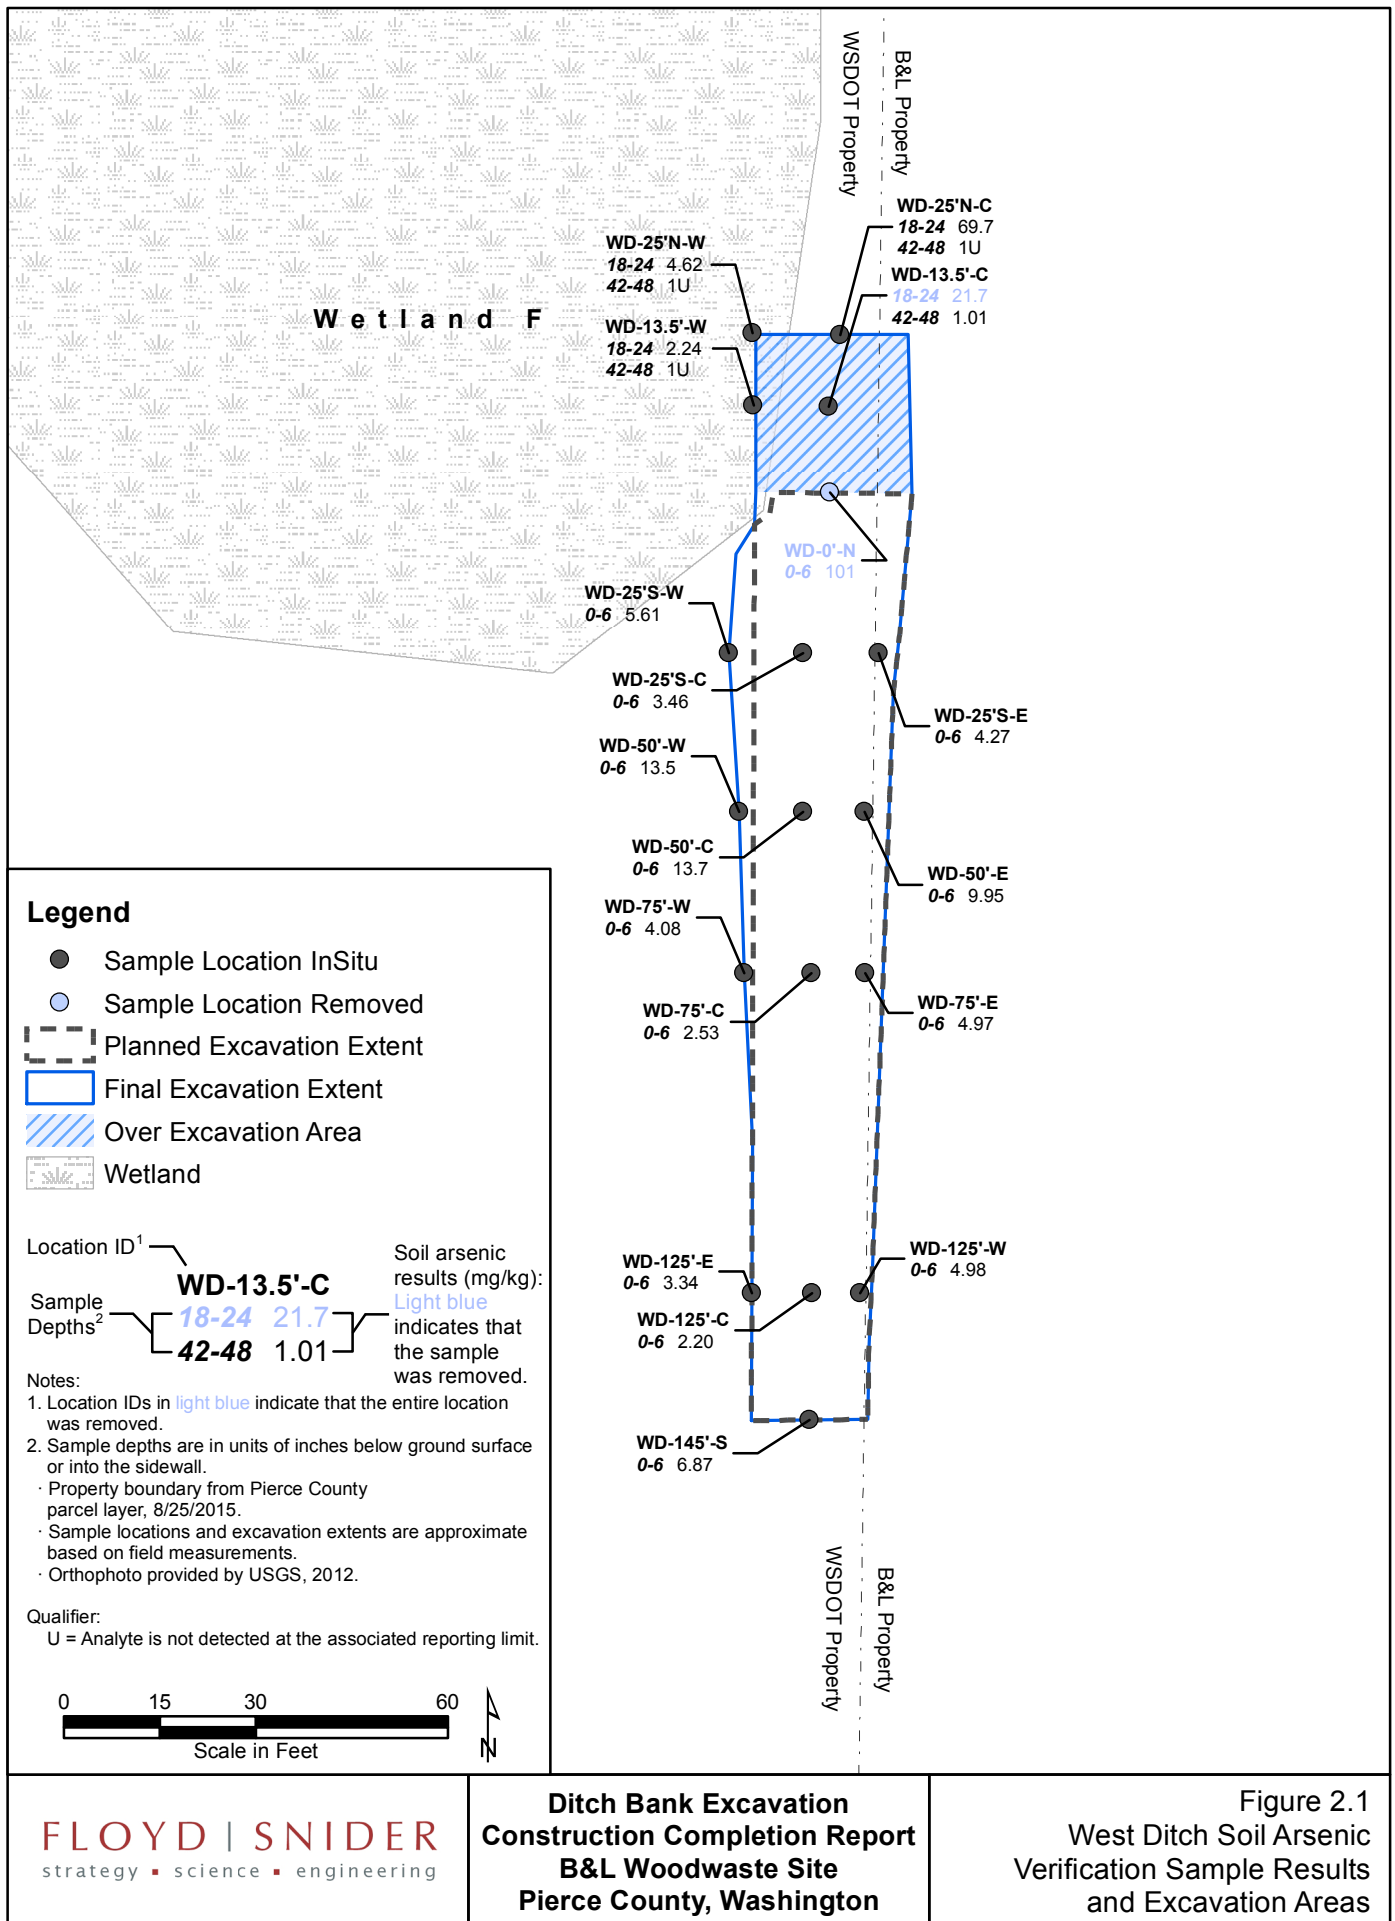 WSDOT Property
B&L Property
WD-25'N-C
18-24 69.7
42-48 1U
WD-25'N-W
18-24 4.62
42-48 1U
WD-13.5'-C
18-24 21.7
42-48 1.01
Wetland F
WD-13.5'-W
18-24 2.24
42-48 1U
WD-0'-N
0-6 101
WD-25'S-W
0-6 5.61
WD-25'S-C
0-6 3.46
WD-25'S-E
0-6 4.27
WD-50'-W
0-6 13.5
WD-50'-C
0-6 13.7
WD-50'-E
0-6 9.95
WD-75'-W
0-6 4.08
WD-75'-C
0-6 2.53
WD-75'-E
0-6 4.97
WD-125'-E
0-6 3.34
WD-125'-W
0-6 4.98
WD-125'-C
0-6 2.20
WD-145'-S
0-6 6.87
WSDOT Property
B&L Property
Legend
Sample Location InSitu
Sample Location Removed
Planned Excavation Extent
Final Excavation Extent
Over Excavation Area
Wetland
Location ID1
WD-13.5'-C
Sample
Depths2
18-24 21.7
42-48 1.01
Soil arsenic
results (mg/kg):
Light blue
indicates that
the sample
was removed.
Notes:
1. Location IDs in light blue indicate that the entire location
was removed.
2. Sample depths are in units of inches below ground surface
or into the sidewall.
· Property boundary from Pierce County
parcel layer, 8/25/2015.
· Sample locations and excavation extents are approximate
based on field measurements.
· Orthophoto provided by USGS, 2012.
Qualifier:
U = Analyte is not detected at the associated reporting limit.
0 15 30 60
Scale in Feet
N
FLOYD | SNIDER
strategy ▪ science ▪ engineering
Ditch Bank Excavation
Construction Completion Report
B&L Woodwaste Site
Pierce County, Washington
Figure 2.1
West Ditch Soil Arsenic
Verification Sample Results
and Excavation Areas